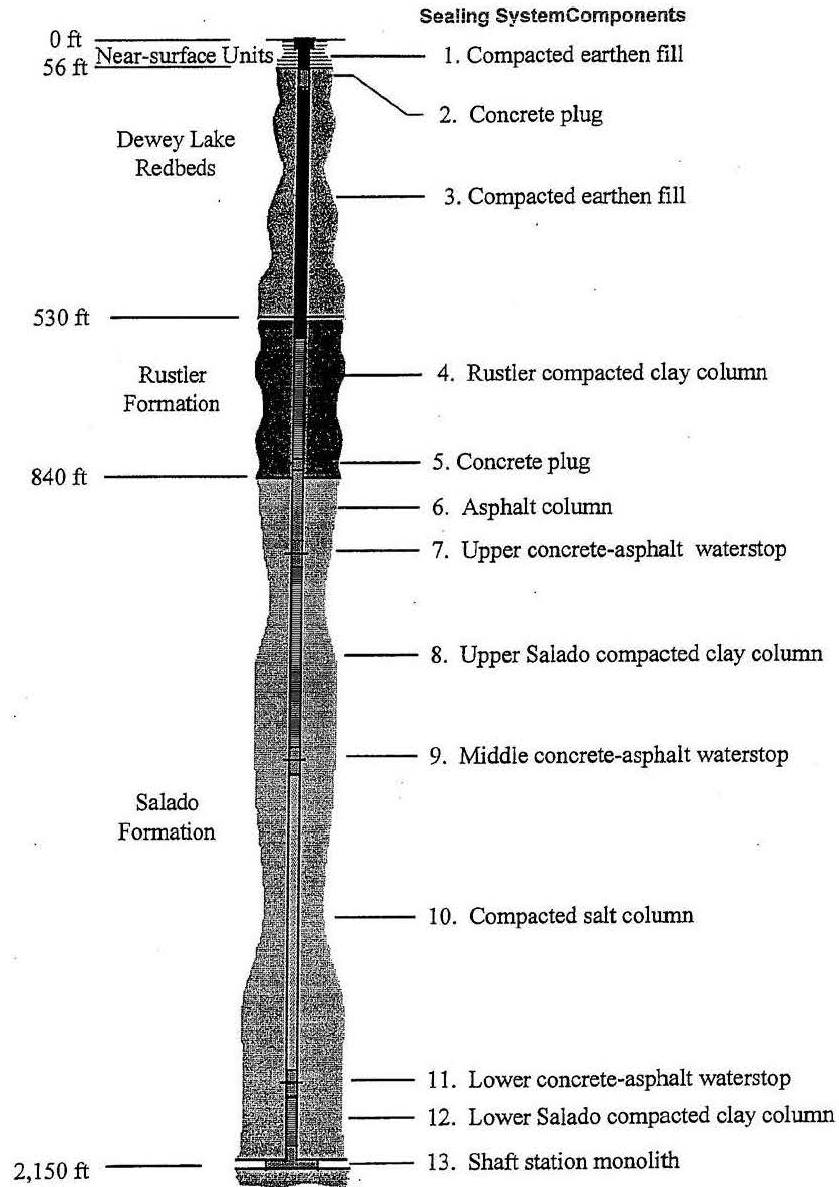 Sealing SystemComponents
0 ft
Near-surface Units
56 ft
1. Compacted earthen fill
2. Concrete plug
Dewey Lake
Redbeds
3. Compacted earthen fill
530 ft
Rustler
Formation
4. Rustler compacted clay column
5. Concrete plug
840 ft
6. Asphalt column
7. Upper concrete-asphalt waterstop
8. Upper Salado compacted clay column
9. Middle concrete-asphalt waterstop
Salado
Formation
10. Compacted salt column
11. Lower concrete-asphalt waterstop
12. Lower Salado compacted clay column
13. Shaft station monolith
2,150 ft